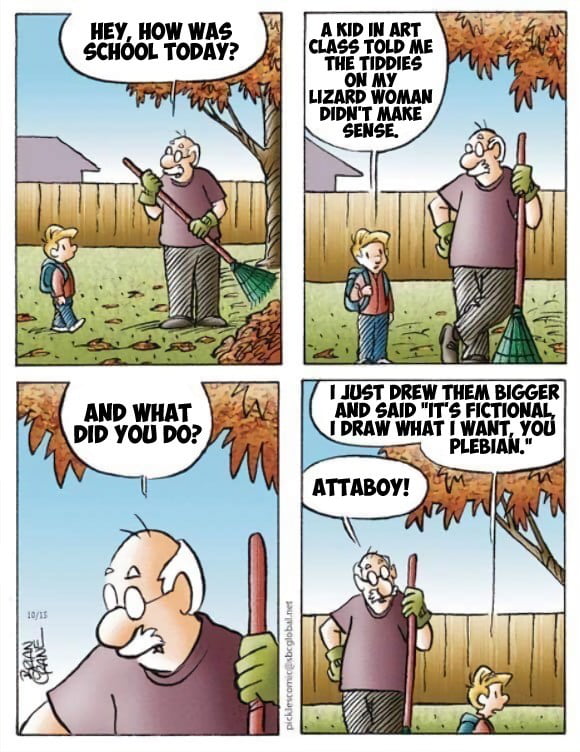 HEY, HOW WAS
SCHOOL TODAY?
A KID IN ART
CLASS TOLD ME
THE TIDDIES
ON MY
LIZARD WOMAN
DIDN'T MAKE
SENSE.
AND WHAT
DID YOU DO?
10/15
BRIAN
CRANE
picklescomic@sbcglobal.net
I JUST DREW THEM BIGGER
AND SAID "IT'S FICTIONAL,
I DRAW WHAT I WANT, YOU
PLEBIAN."
ATTABOY!